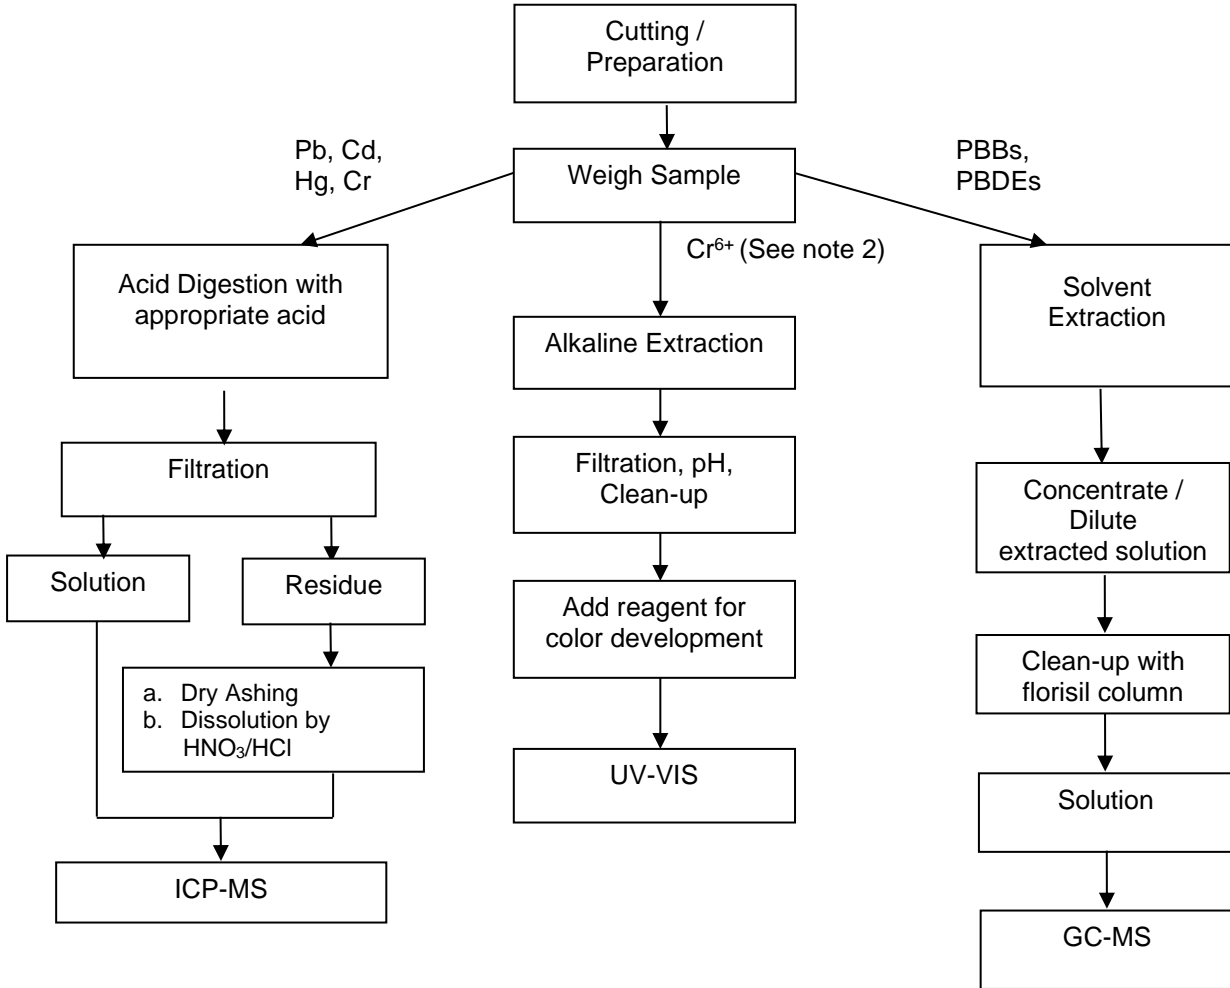 Cutting /
Preparation
Pb, Cd,
Hg, Cr
Weigh Sample
PBBs,
PBDEs
Cr⁶⁺ (See note 2)
Acid Digestion with
appropriate acid
Filtration
Solution
Residue
a. Dry Ashing
b. Dissolution by
HNO₃/HCl
ICP-MS
Alkaline Extraction
Filtration, pH,
Clean-up
Add reagent for
color development
UV-VIS
Solvent
Extraction
Concentrate /
Dilute
extracted solution
Clean-up with
florisil column
Solution
GC-MS